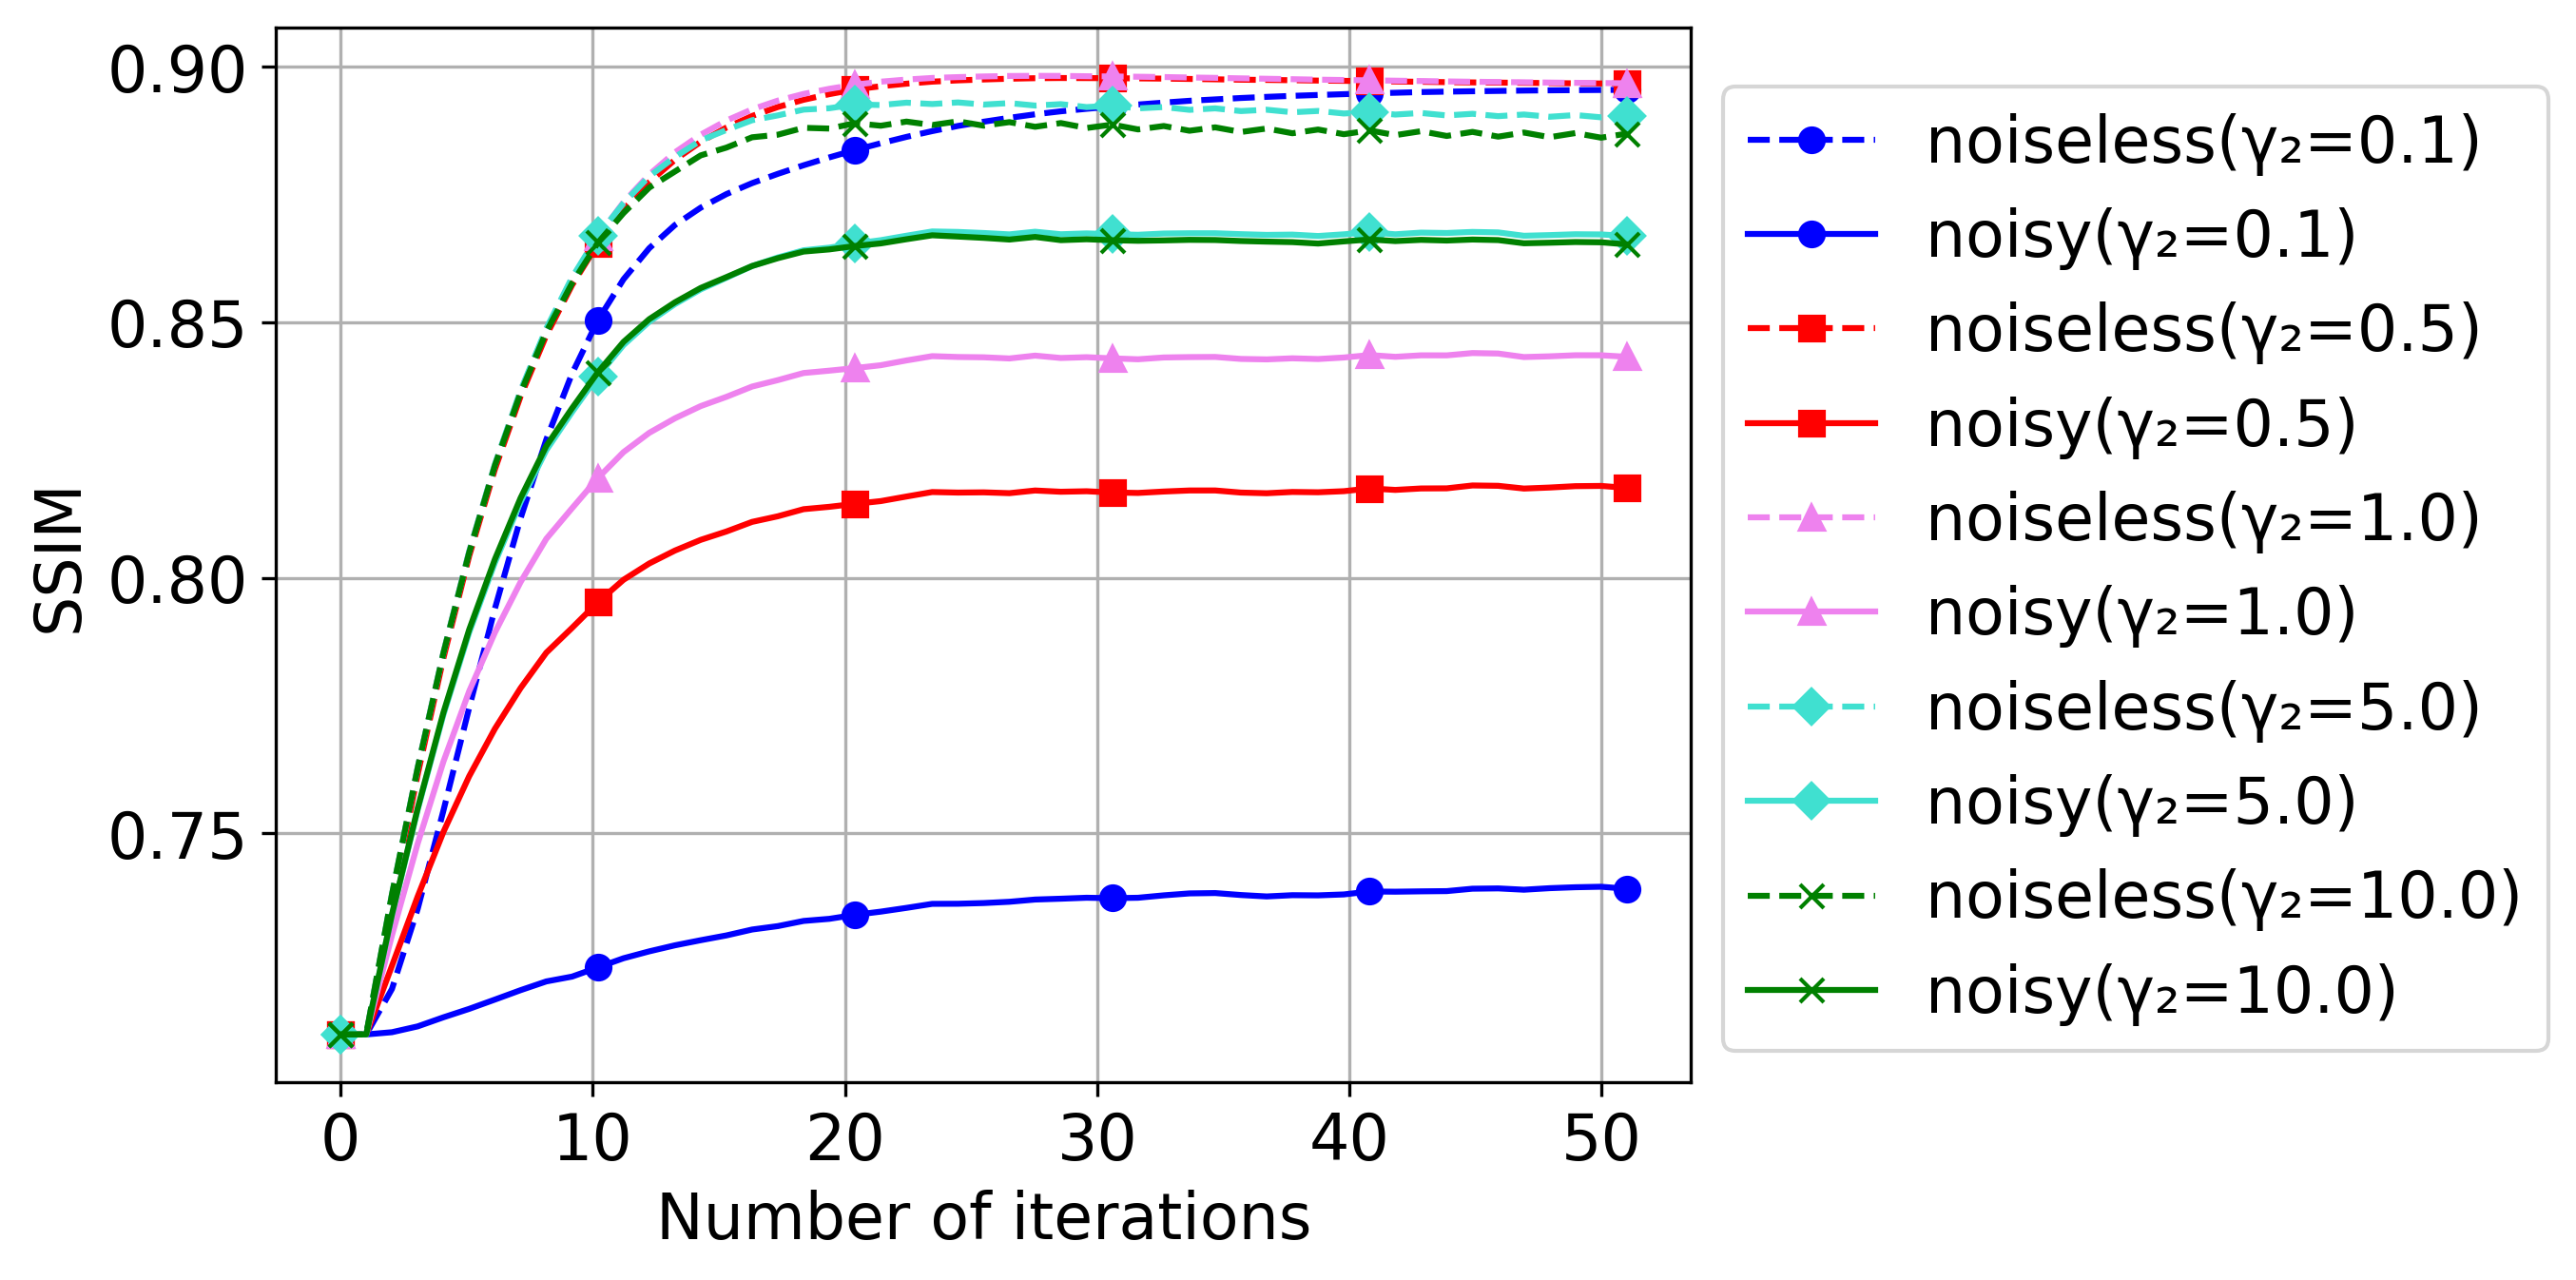 0.90
0.85
0.80
0.75
SSIM
0 10 20 30 40 50
Number of iterations
noiseless(γ₂=0.1)
noisy(γ₂=0.1)
noiseless(γ₂=0.5)
noisy(γ₂=0.5)
noiseless(γ₂=1.0)
noisy(γ₂=1.0)
noiseless(γ₂=5.0)
noisy(γ₂=5.0)
noiseless(γ₂=10.0)
noisy(γ₂=10.0)